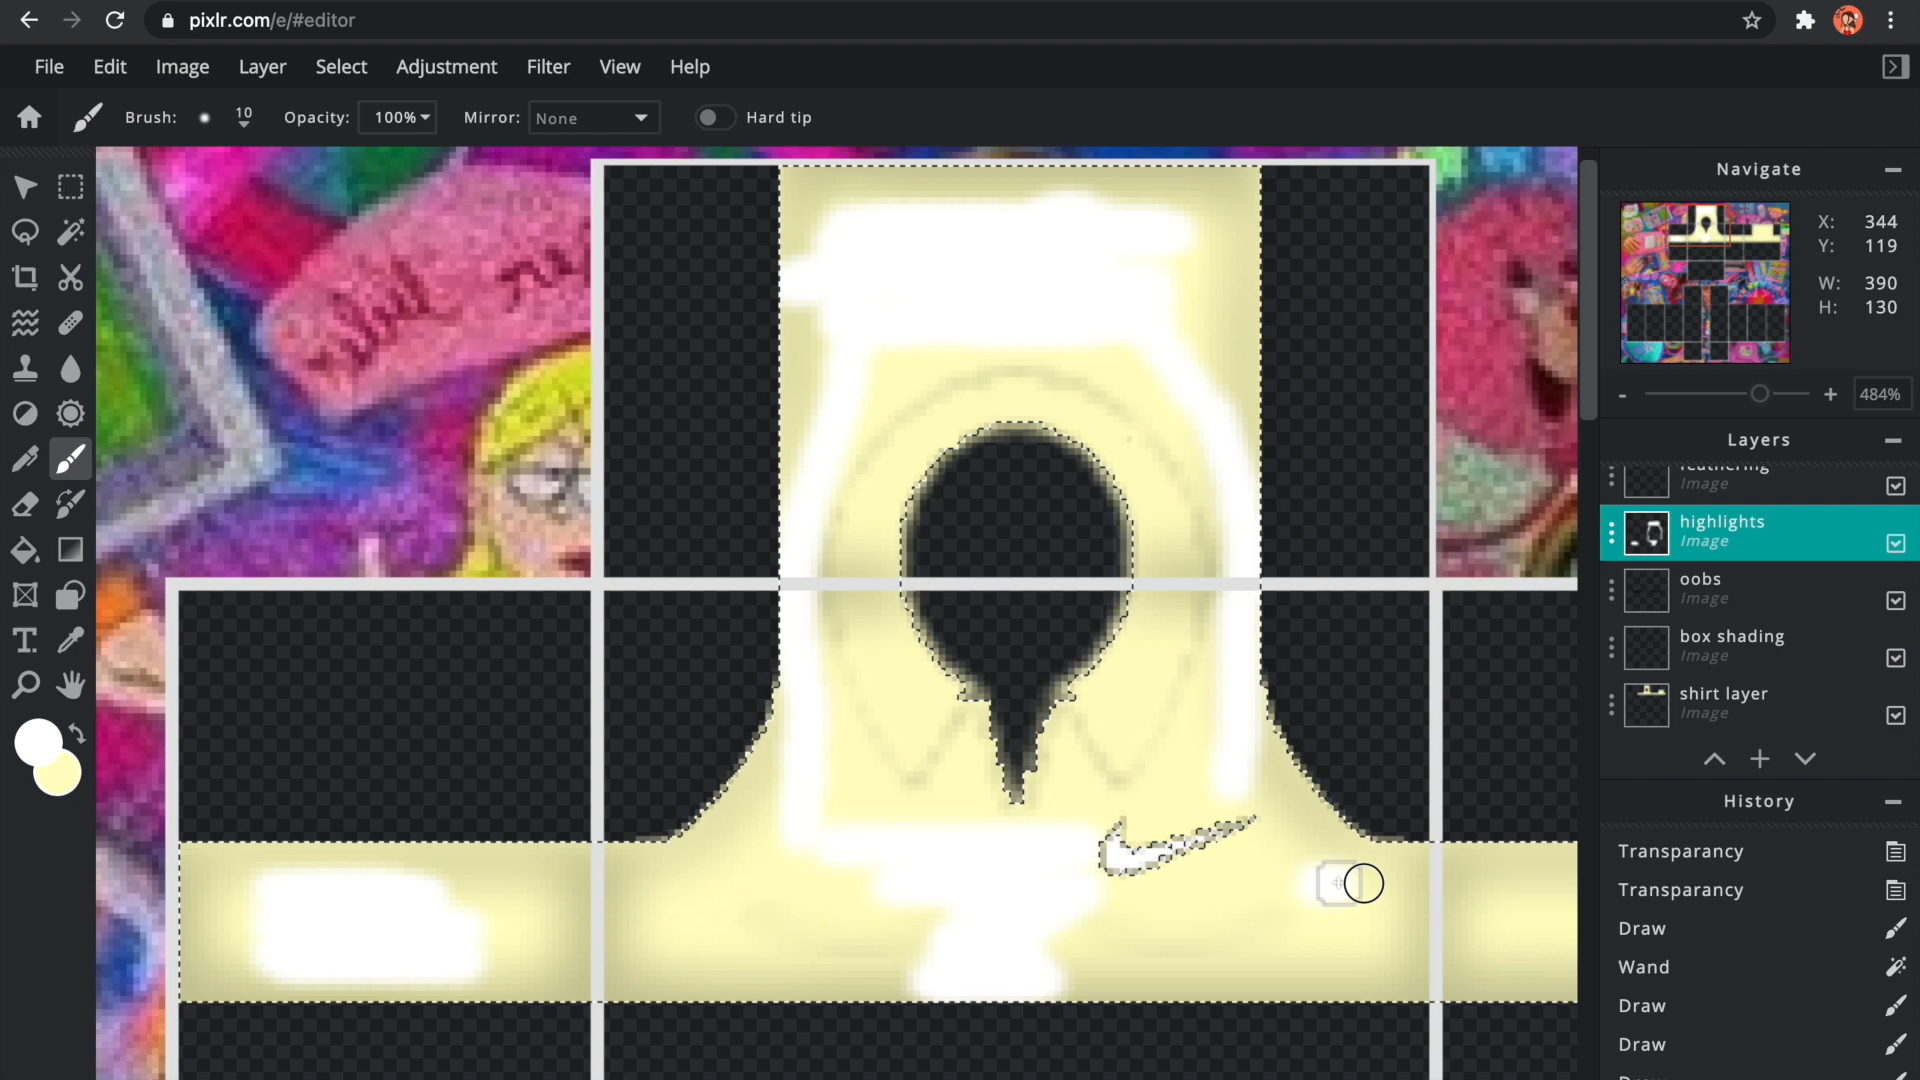 pixlr.com/e/#editor
File Edit Image Layer Select Adjustment Filter View Help
Brush: 10 Opacity: 100% Mirror: None Hard tip
Navigate
X: 344
Y: 119
W: 390
H: 130
- + 484%
Layers
feathering
Image
highlights
Image
oobs
Image
box shading
Image
shirt layer
Image
History
Transparancy
Transparancy
Draw
Wand
Draw
Draw